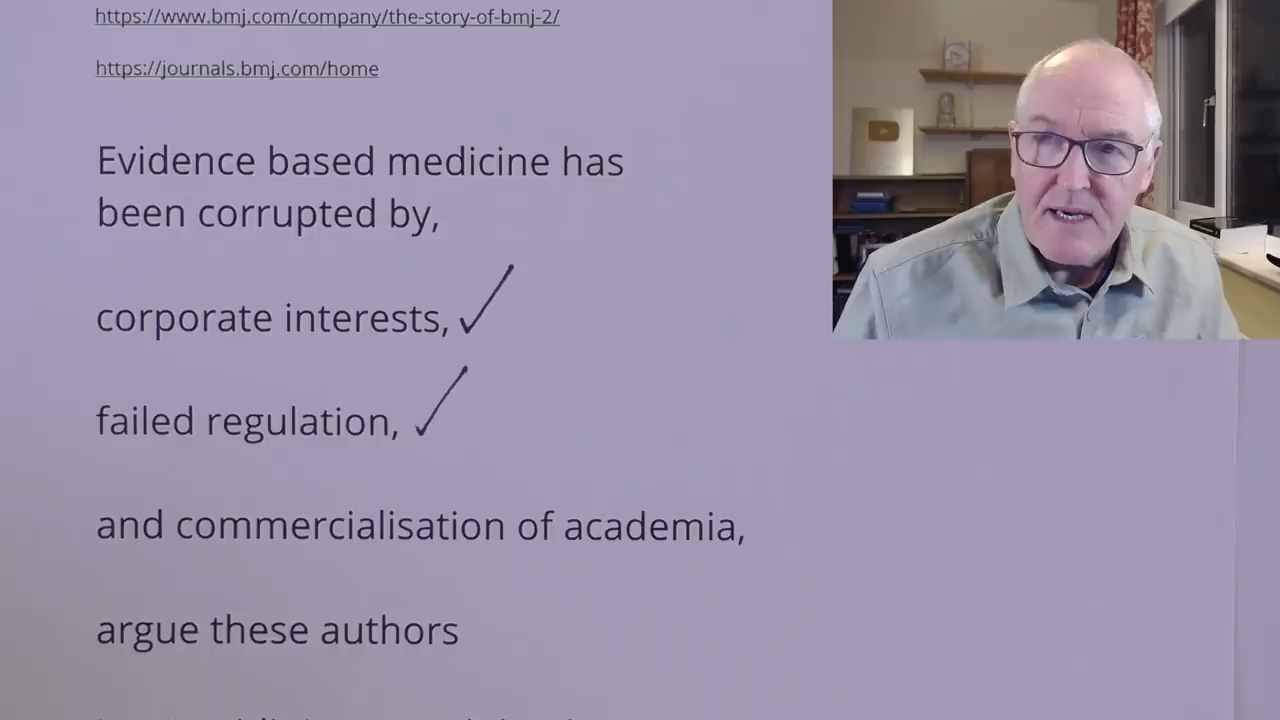 https://www.bmj.com/company/the-story-of-bmj-2/
https://journals.bmj.com/home
Evidence based medicine has
been corrupted by,
corporate interests,
failed regulation,
and commercialisation of academia,
argue these authors